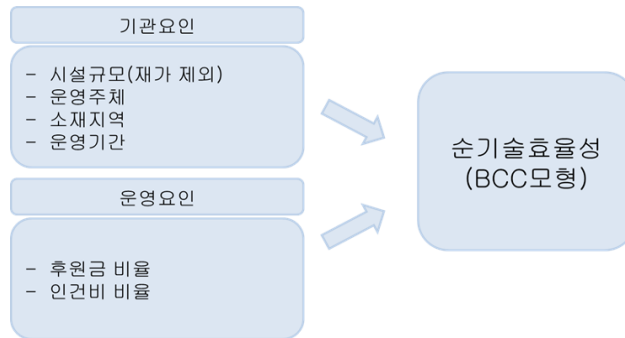 기관요인
- 시설규모(재가 제외)
- 운영주체
- 소재지역
- 운영기간
운영요인
- 후원금 비율
- 인건비 비율
순기술효율성
(BCC모형)